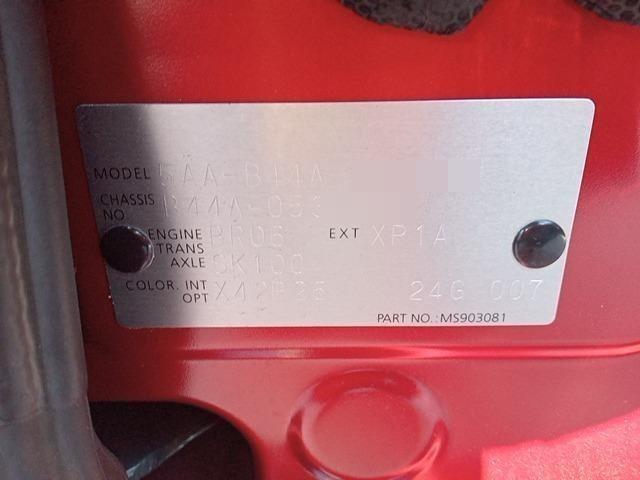 MODEL 5AA-B44A
CHASSIS NO. B44A-053
ENGINE BR06 EXT XP1A
TRANS AXLE SK100
COLOR. INT OPT X42P35 24G 007
PART NO.: MS903081